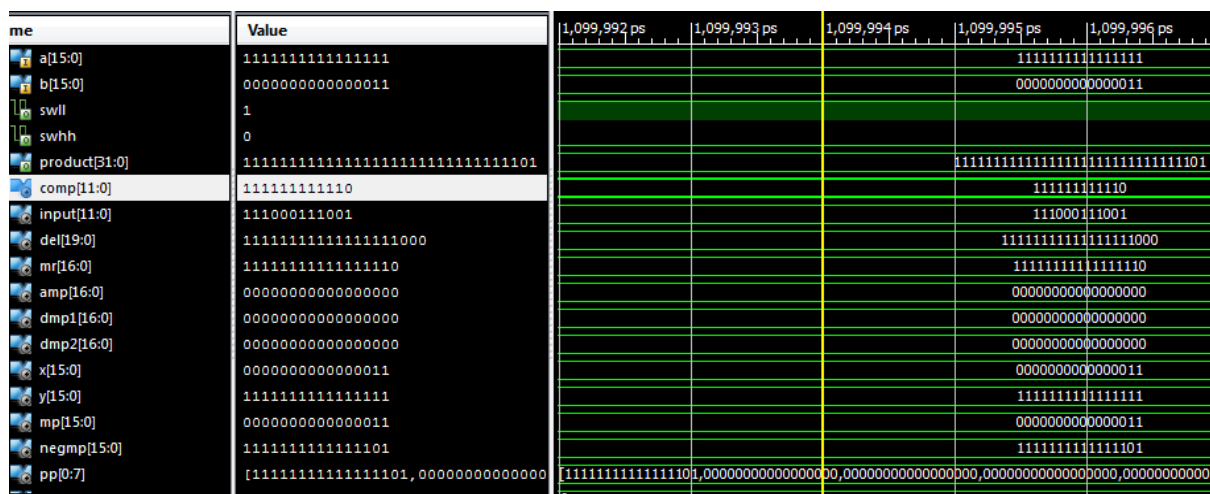 me Value 1,099,992 ps 1,099,993 ps 1,099,994 ps 1,099,995 ps 1,099,996 ps
a[15:0] 1111111111111111 1111111111111111
b[15:0] 0000000000000011 0000000000000011
swll 1
swhh 0
product[31:0] 11111111111111111111111111111101 11111111111111111111111111111101
comp[11:0] 111111111110 111111111110
input[11:0] 111000111001 111000111001
del[19:0] 11111111111111111000 11111111111111111000
mr[16:0] 11111111111111110 11111111111111110
amp[16:0] 00000000000000000 00000000000000000
dmp1[16:0] 00000000000000000 00000000000000000
dmp2[16:0] 00000000000000000 00000000000000000
x[15:0] 0000000000000011 0000000000000011
y[15:0] 1111111111111111 1111111111111111
mp[15:0] 0000000000000011 0000000000000011
negmp[15:0] 1111111111111101 1111111111111101
pp[0:7] [11111111111111101,00000000000000 [11111111111111101,00000000000000000,00000000000000000,00000000000000000,00000000000